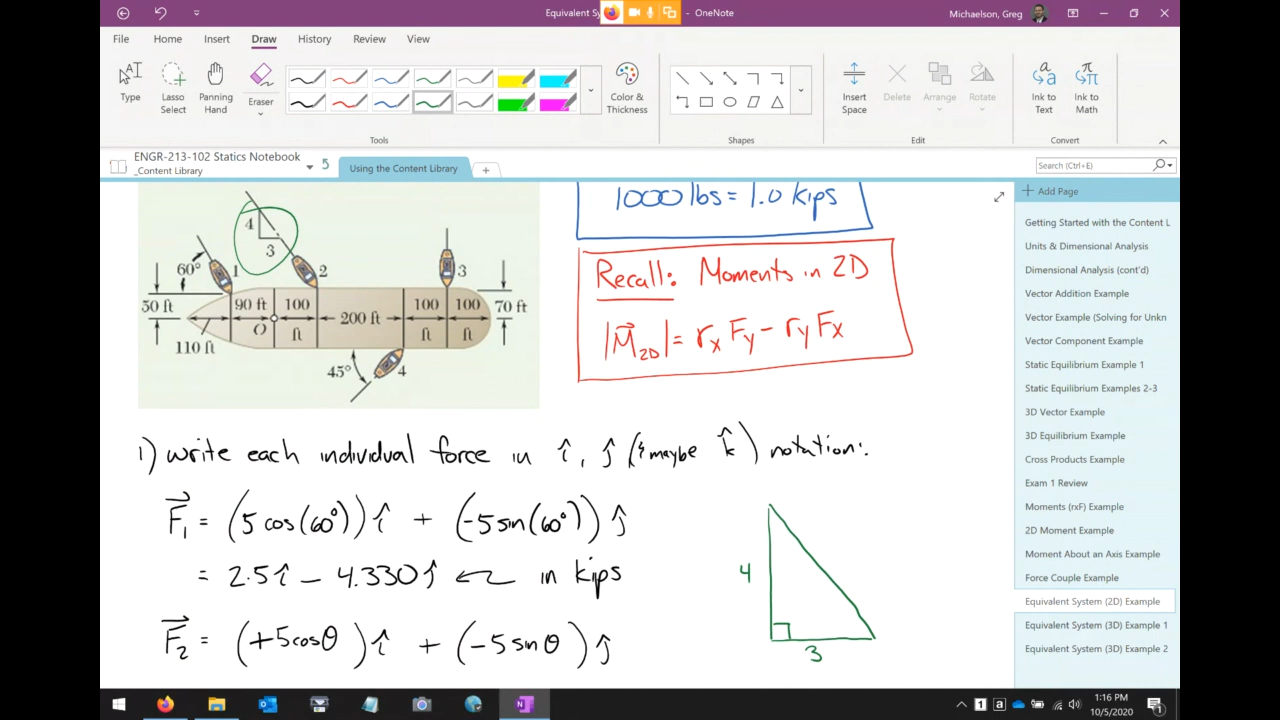 Equivalent Sy
- OneNote
Michaelson, Greg
File Home Insert Draw History Review View
Type
Lasso Select
Panning Hand
Eraser
Color & Thickness
Insert Space
Delete
Arrange
Rotate
Ink to Text
Ink to Math
Tools
Shapes
Edit
Convert
ENGR-213-102 Statics Notebook
_Content Library
5
Using the Content Library
Search (Ctrl+E)
Add Page
Getting Started with the Content L
Units & Dimensional Analysis
Dimensional Analysis (cont'd)
Vector Addition Example
Vector Example (Solving for Unkn
Vector Component Example
Static Equilibrium Example 1
Static Equilibrium Examples 2-3
3D Vector Example
3D Equilibrium Example
Cross Products Example
Exam 1 Review
Moments (rxF) Example
2D Moment Example
Moment About an Axis Example
Force Couple Example
Equivalent System (2D) Example
Equivalent System (3D) Example 1
Equivalent System (3D) Example 2
4
3
60° 1 2 3
50 ft 90 ft 100 ft 200 ft 100 ft 100 ft 70 ft
O
110 ft
45° 4
1000 lbs = 1.0 kips
Recall: Moments in 2D
|M⃗2D| = rx Fy − ry Fx
1) write each individual force in î, ĵ (& maybe k̂) notation:
F⃗1 = (5 cos(60°)) î + (-5 sin(60°)) ĵ
= 2.5 î − 4.330 ĵ ← in kips
F⃗2 = (+5cosθ) î + (-5 sinθ) ĵ
4
3
1:16 PM
10/5/2020